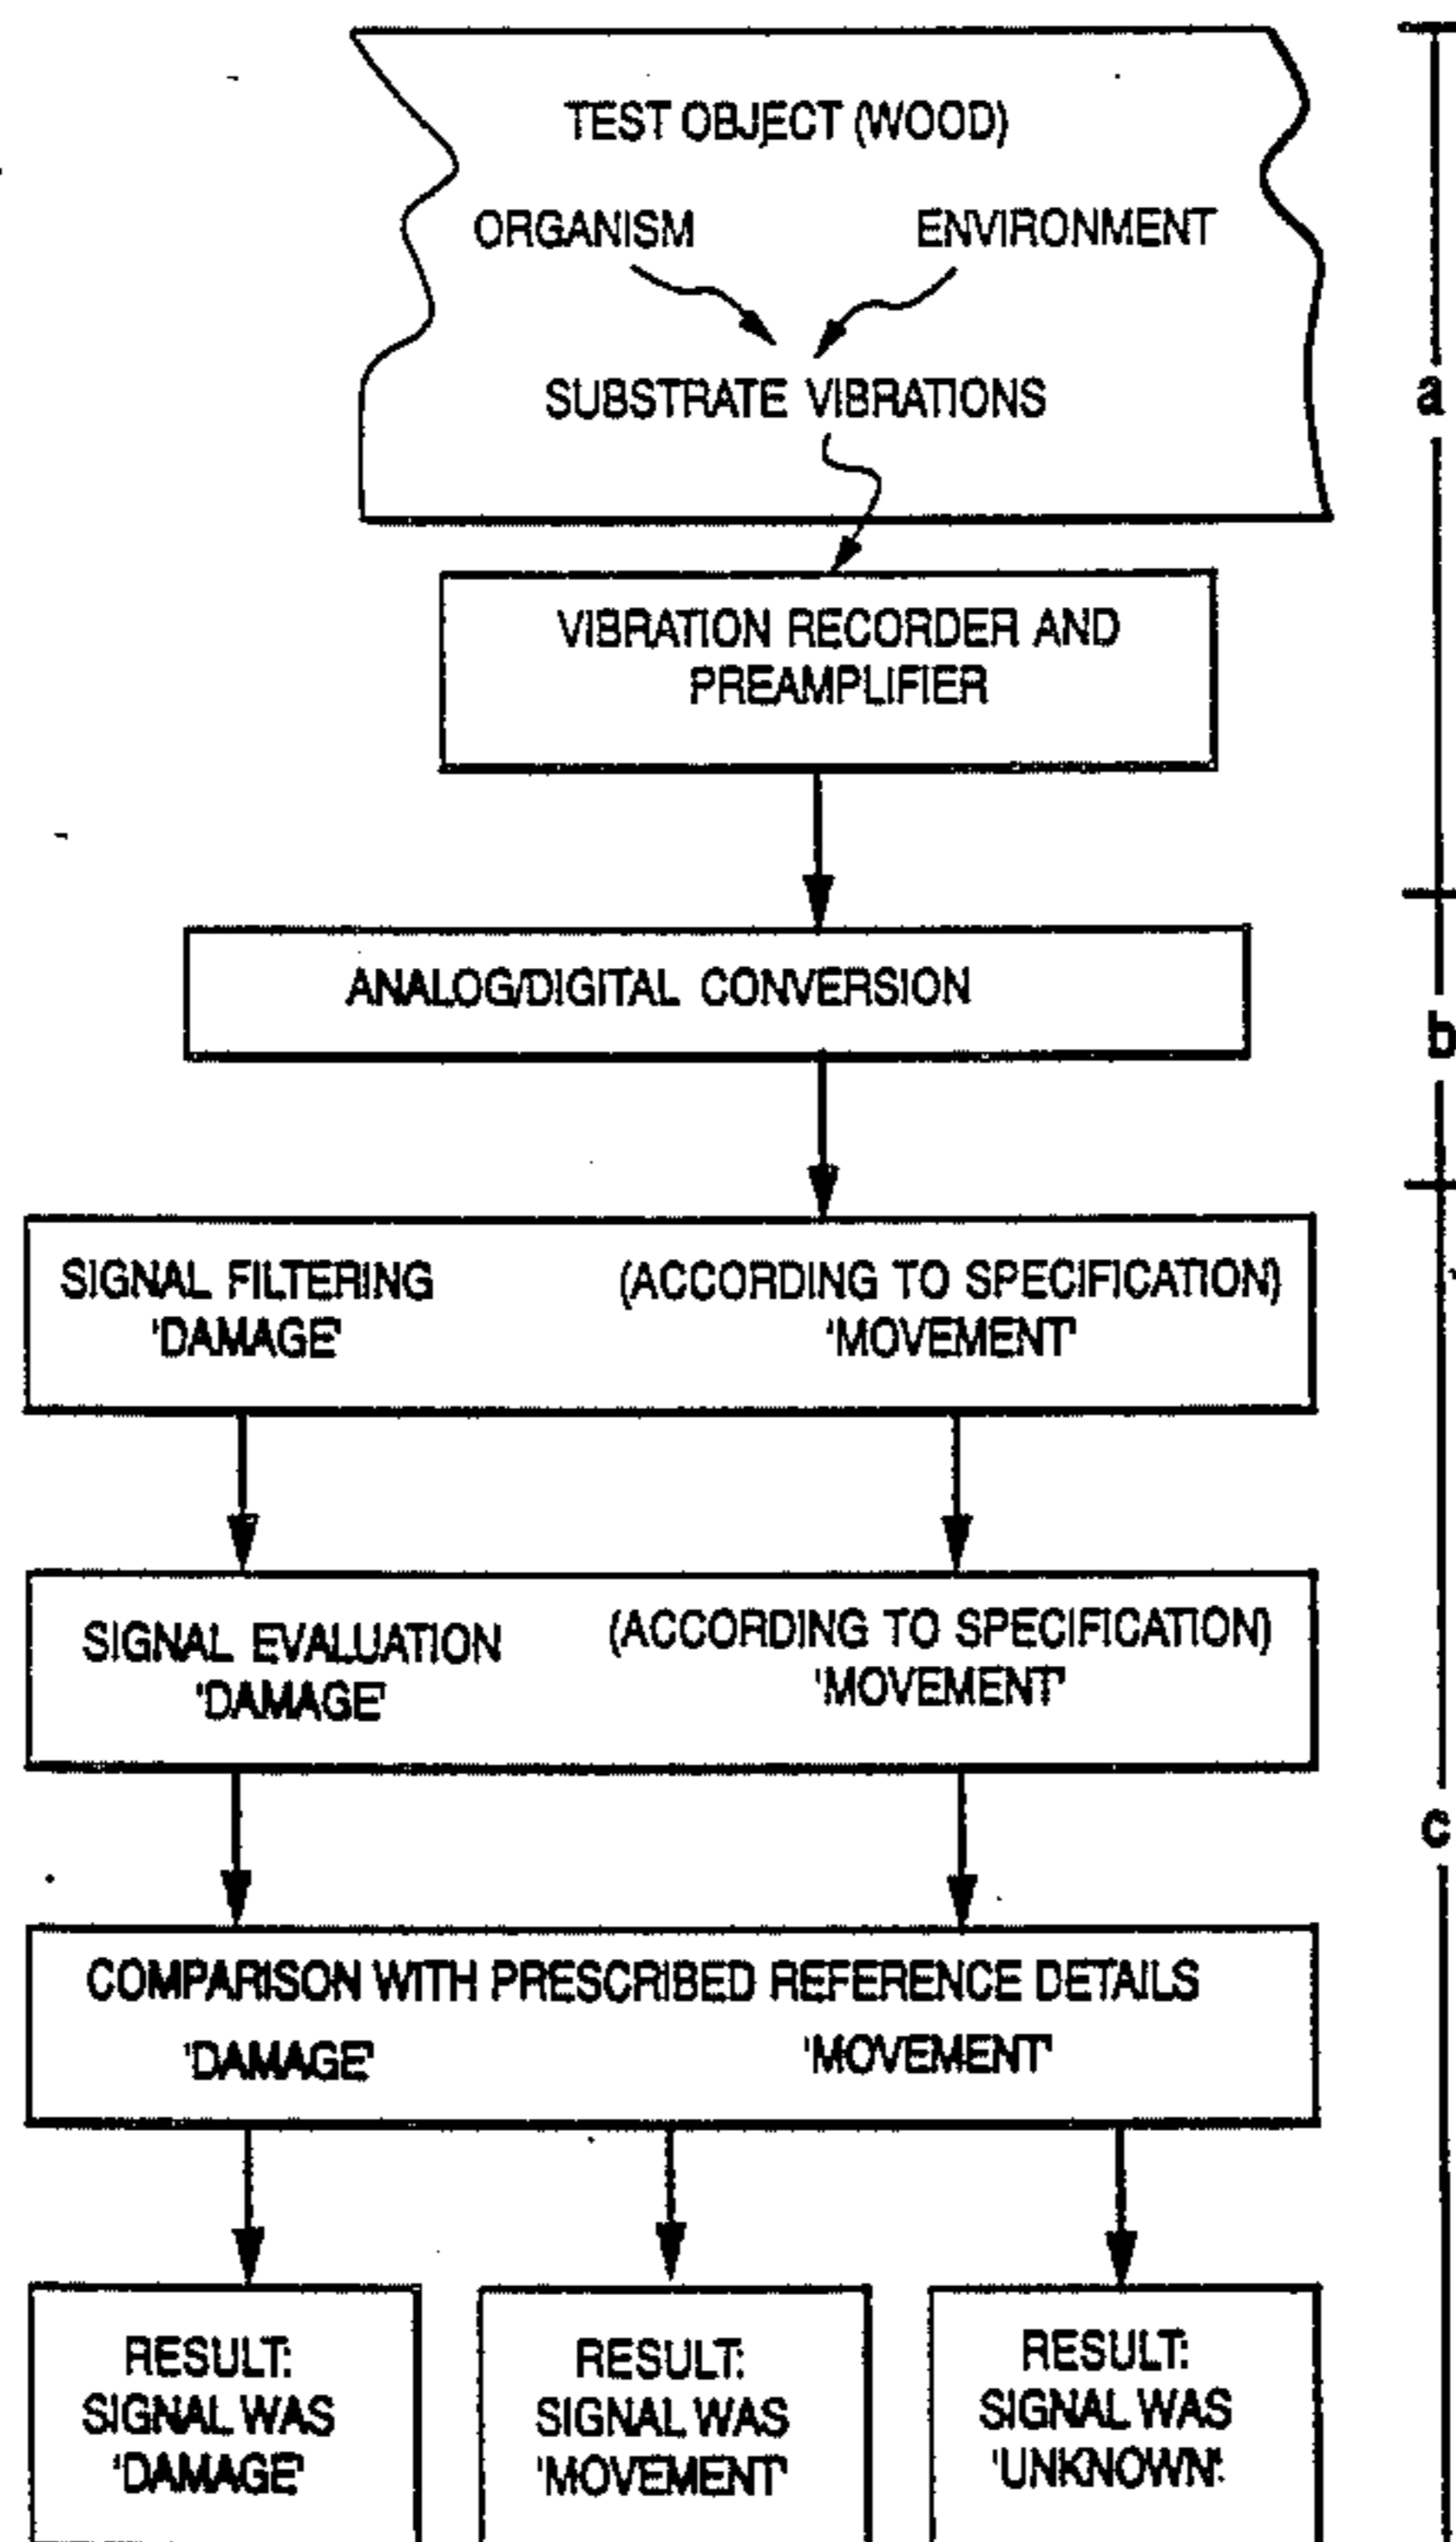 TEST OBJECT (WOOD)
ORGANISM ENVIRONMENT
SUBSTRATE VIBRATIONS
a
VIBRATION RECORDER AND
PREAMPLIFIER
ANALOG/DIGITAL CONVERSION
b
SIGNAL FILTERING (ACCORDING TO SPECIFICATION)
'DAMAGE' 'MOVEMENT'
SIGNAL EVALUATION (ACCORDING TO SPECIFICATION)
'DAMAGE' 'MOVEMENT'
c
COMPARISON WITH PRESCRIBED REFERENCE DETAILS
'DAMAGE' 'MOVEMENT'
RESULT:
SIGNAL WAS
'DAMAGE'
RESULT:
SIGNAL WAS
'MOVEMENT'
RESULT:
SIGNAL WAS
'UNKNOWN'.